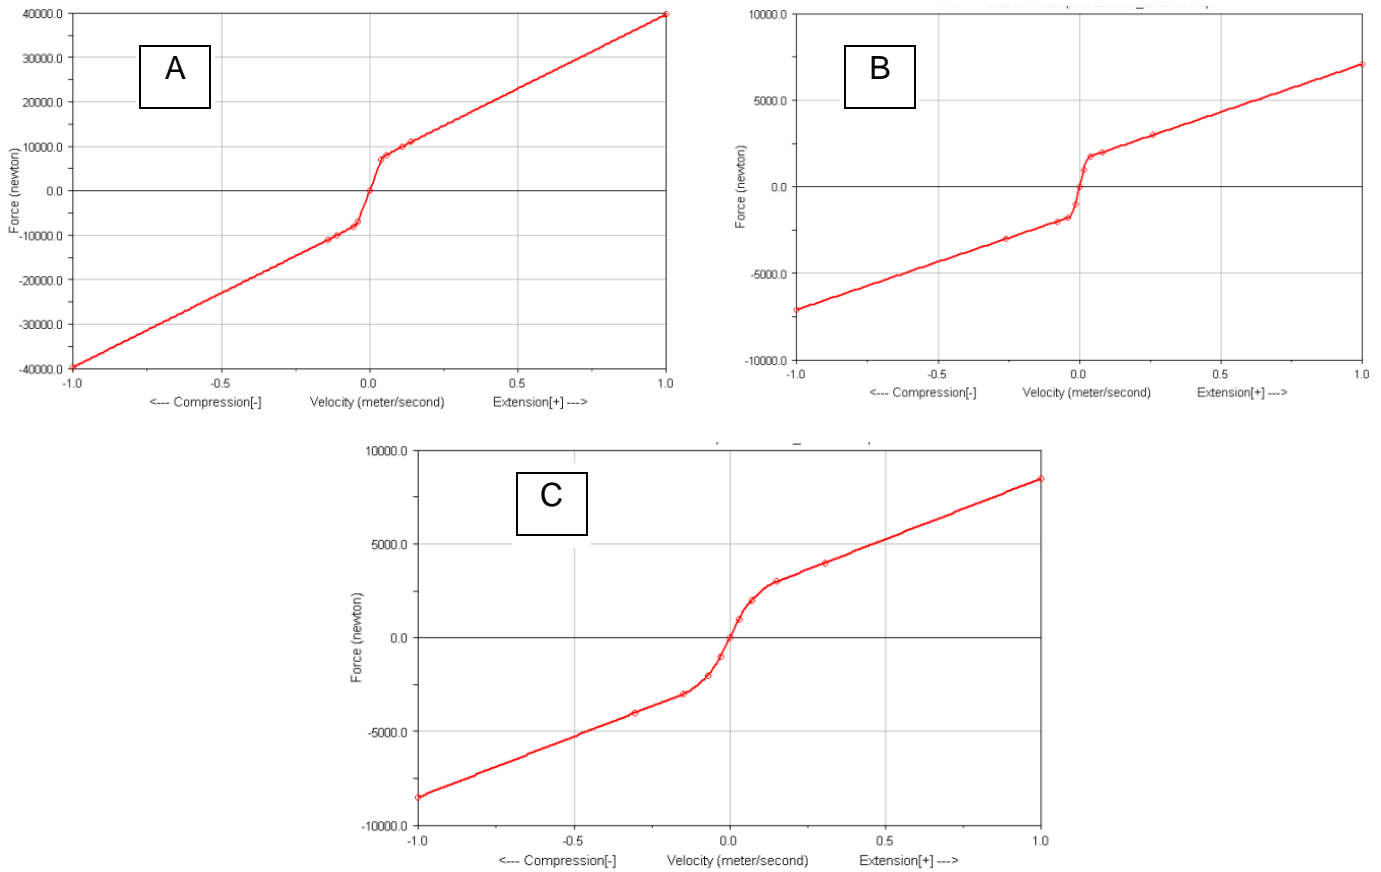 A
40000.0
30000.0
20000.0
10000.0
0.0
-10000.0
-20000.0
-30000.0
-40000.0
Force (newton)
-1.0 -0.5 0.0 0.5 1.0
<--- Compression[-] Velocity (meter/second) Extension[+] --->
B
10000.0
5000.0
0.0
-5000.0
-10000.0
Force (newton)
-1.0 -0.5 0.0 0.5 1.0
<--- Compression[-] Velocity (meter/second) Extension[+] --->
C
10000.0
5000.0
0.0
-5000.0
-10000.0
Force (newton)
-1.0 -0.5 0.0 0.5 1.0
<--- Compression[-] Velocity (meter/second) Extension[+] --->